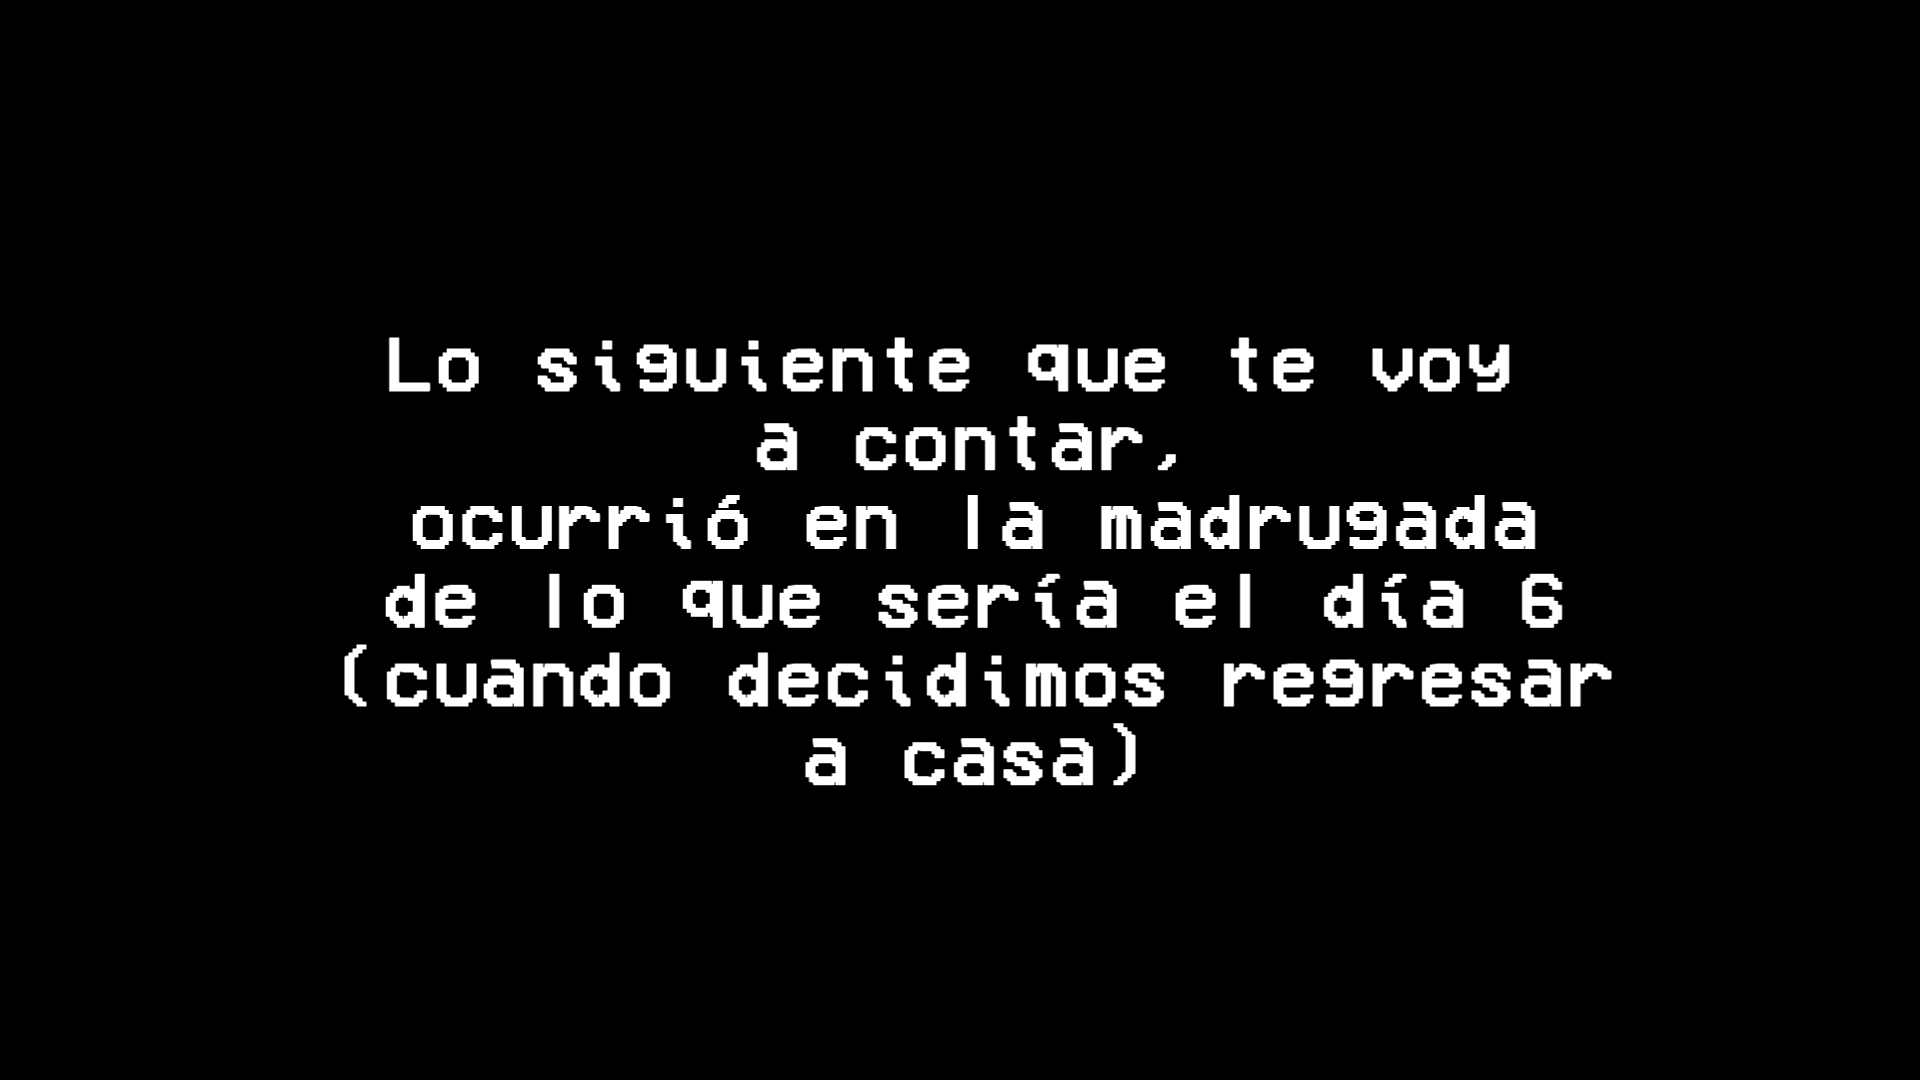 Lo siguiente que te voy
a contar,
ocurrió en la madrugada
de lo que sería el día 6
(cuando decidimos regresar
a casa)